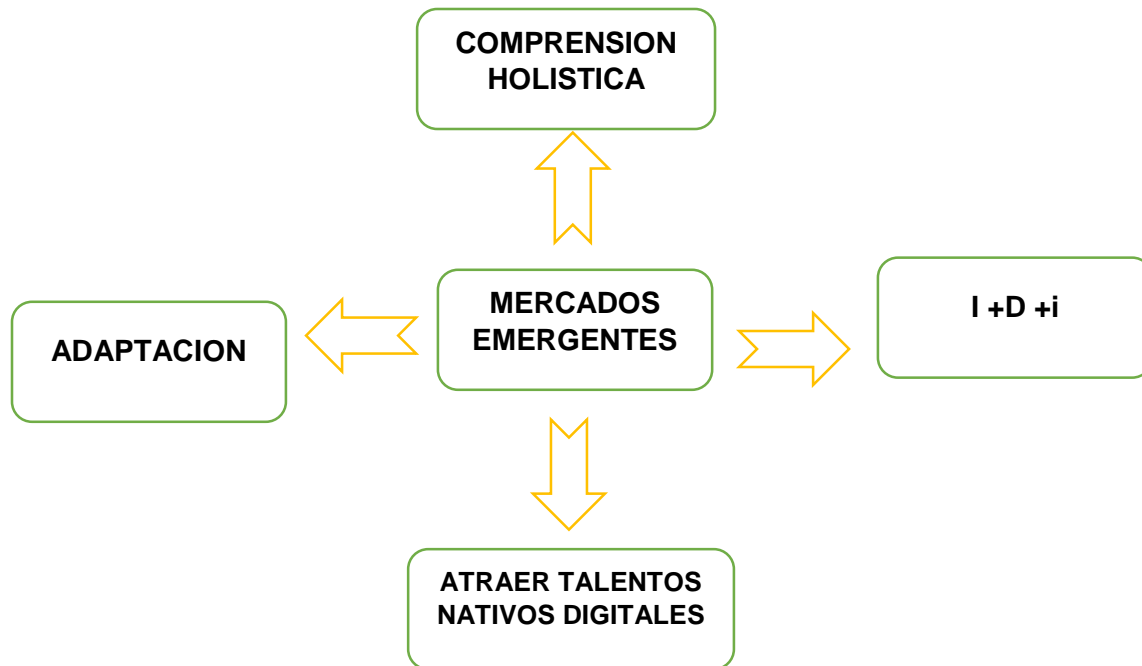 COMPRENSION
HOLISTICA
MERCADOS
EMERGENTES
I +D +i
ADAPTACION
ATRAER TALENTOS
NATIVOS DIGITALES